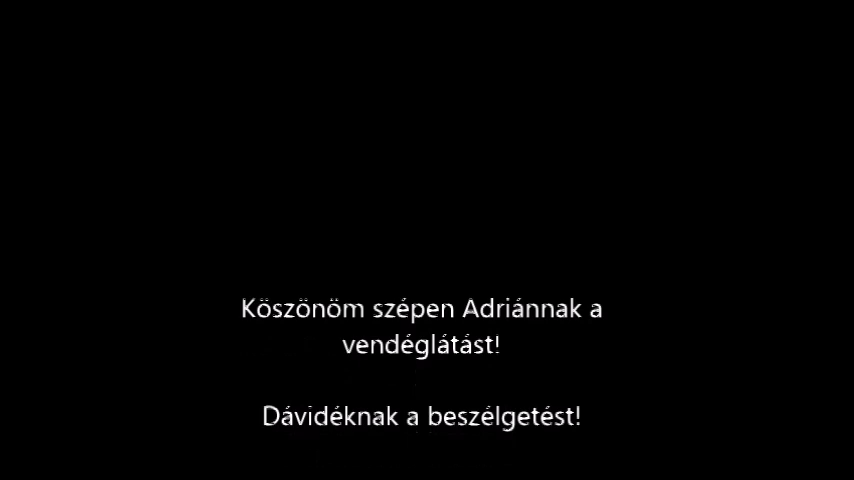 Köszönöm szépen Adriánnak a
vendéglátást!
Dávidéknak a beszélgetést!